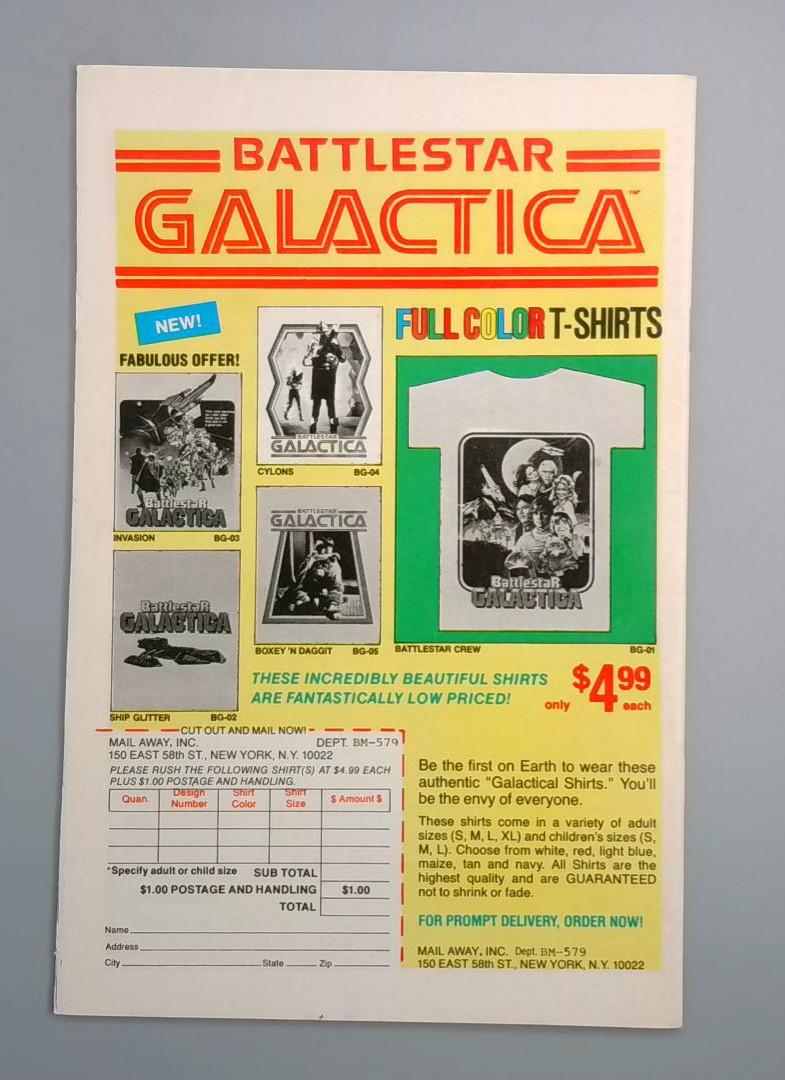 BATTLESTAR
GALACTICA™
NEW!
FABULOUS OFFER!
FULL COLOR T-SHIRTS
BATTLESTAR
GALACTICA
CYLONS BG-04
BattlestaR
GALACTICA
INVASION BG-03
BATTLESTAR
GALACTICA
BOXEY 'N DAGGIT BG-05
BattlestaR
GALACTICA
BATTLESTAR CREW BG-01
BattlestaR
GALACTICA
SHIP GLITTER BG-02
THESE INCREDIBLY BEAUTIFUL SHIRTS
ARE FANTASTICALLY LOW PRICED!
only $4.99 each
CUT OUT AND MAIL NOW!
MAIL AWAY, INC. DEPT. BM-579
150 EAST 58th ST., NEW YORK, N.Y. 10022
PLEASE RUSH THE FOLLOWING SHIRT(S) AT $4.99 EACH
PLUS $1.00 POSTAGE AND HANDLING.
Quan. Design Number Shirt Color Shirt Size $ Amount $
*Specify adult or child size SUB TOTAL
$1.00 POSTAGE AND HANDLING $1.00
TOTAL
Name
Address
City State Zip
Be the first on Earth to wear these
authentic "Galactical Shirts." You'll
be the envy of everyone.
These shirts come in a variety of adult
sizes (S, M, L, XL) and children's sizes (S,
M, L). Choose from white, red, light blue,
maize, tan and navy. All Shirts are the
highest quality and are GUARANTEED
not to shrink or fade.
FOR PROMPT DELIVERY, ORDER NOW!
MAIL AWAY, INC. Dept. BM-579
150 EAST 58th ST., NEW YORK, N.Y. 10022